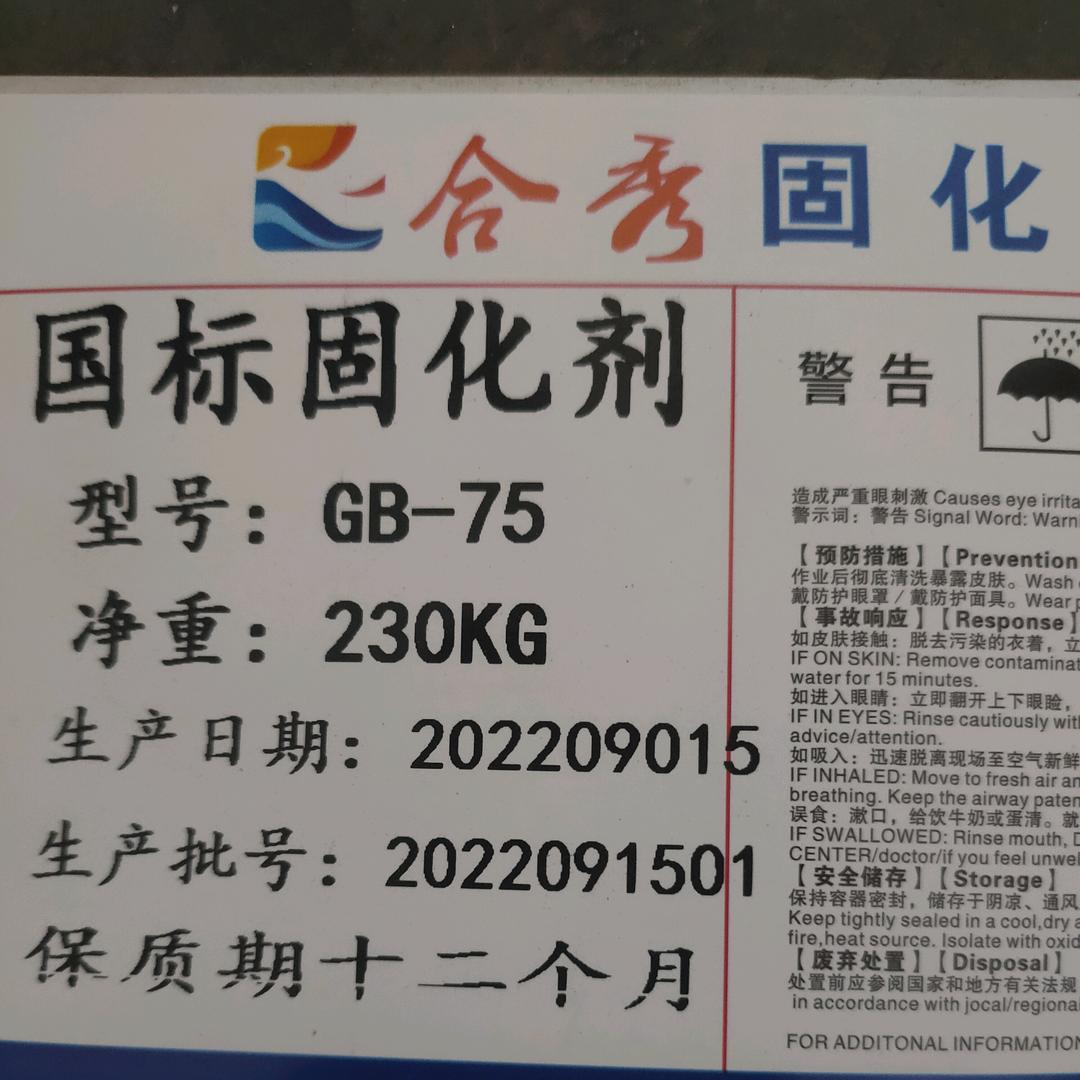 合秀固化
国标固化剂
型号：GB-75
净重：230KG
生产日期：202209015
生产批号：2022091501
保质期十二个月
警告
造成严重眼刺激 Causes eye irrita
警示词：警告 Signal Word: Warn
【预防措施】【Prevention
作业后彻底清洗暴露皮肤。Wash
戴防护眼罩/戴防护面具。Wear
【事故响应】【Response】
如皮肤接触：脱去污染的衣着，立
IF ON SKIN: Remove contaminat
water for 15 minutes.
如进入眼睛：立即翻开上下眼睑，
IF IN EYES: Rinse cautiously with
advice/attention.
如吸入：迅速脱离现场至空气新鲜
IF INHALED: Move to fresh air an
breathing. Keep the airway paten
误食：漱口，给饮牛奶或蛋清。就
IF SWALLOWED: Rinse mouth,
CENTER/doctor/if you feel unwel
【安全储存】【Storage】
保持容器密封，储存于阴凉、通风
Keep tightly sealed in a cool,dry a
fire,heat source. Isolate with oxid
【废弃处置】【Disposal】
处置前应参阅国家和地方有关法规
in accordance with jocal/regiona
FOR ADDITONAL INFORMATION